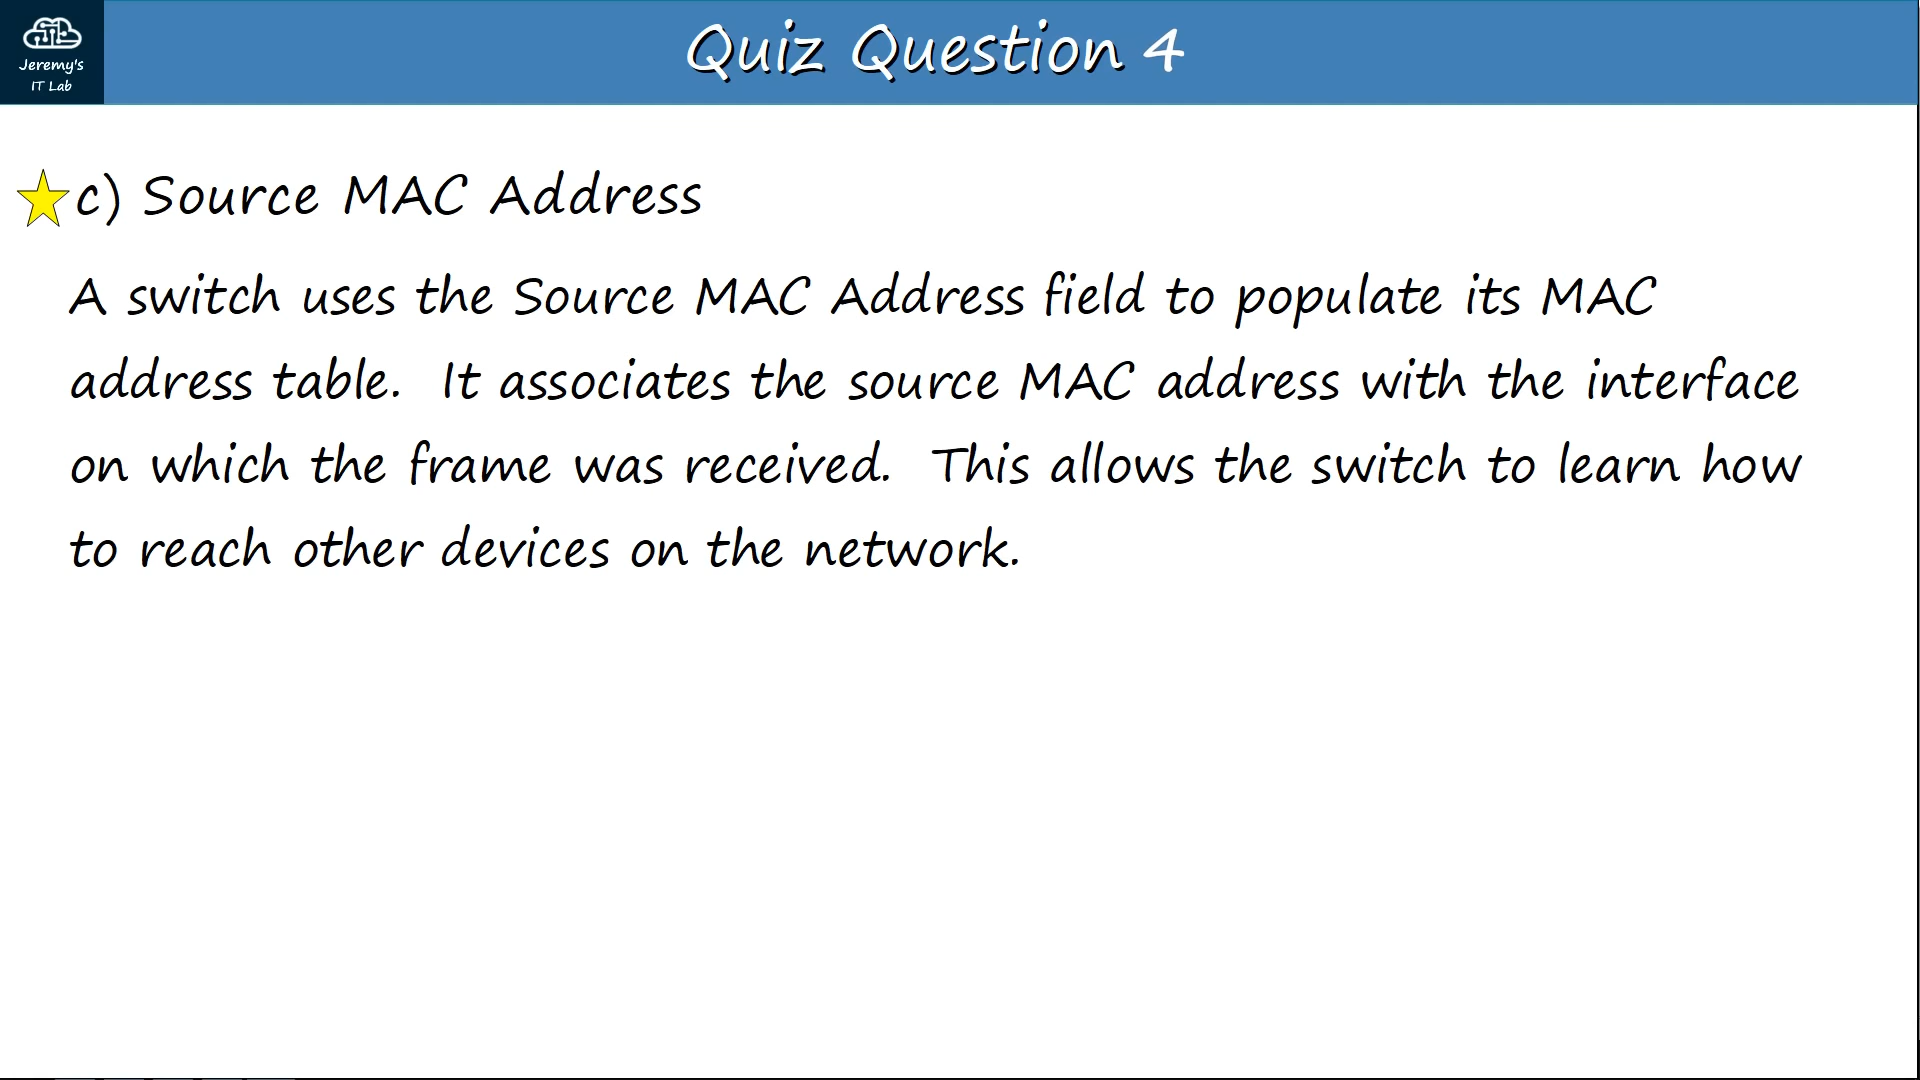 Jeremy's
IT Lab
Quiz Question 4
c) Source MAC Address
A switch uses the Source MAC Address field to populate its MAC
address table.  It associates the source MAC address with the interface
on which the frame was received.  This allows the switch to learn how
to reach other devices on the network.